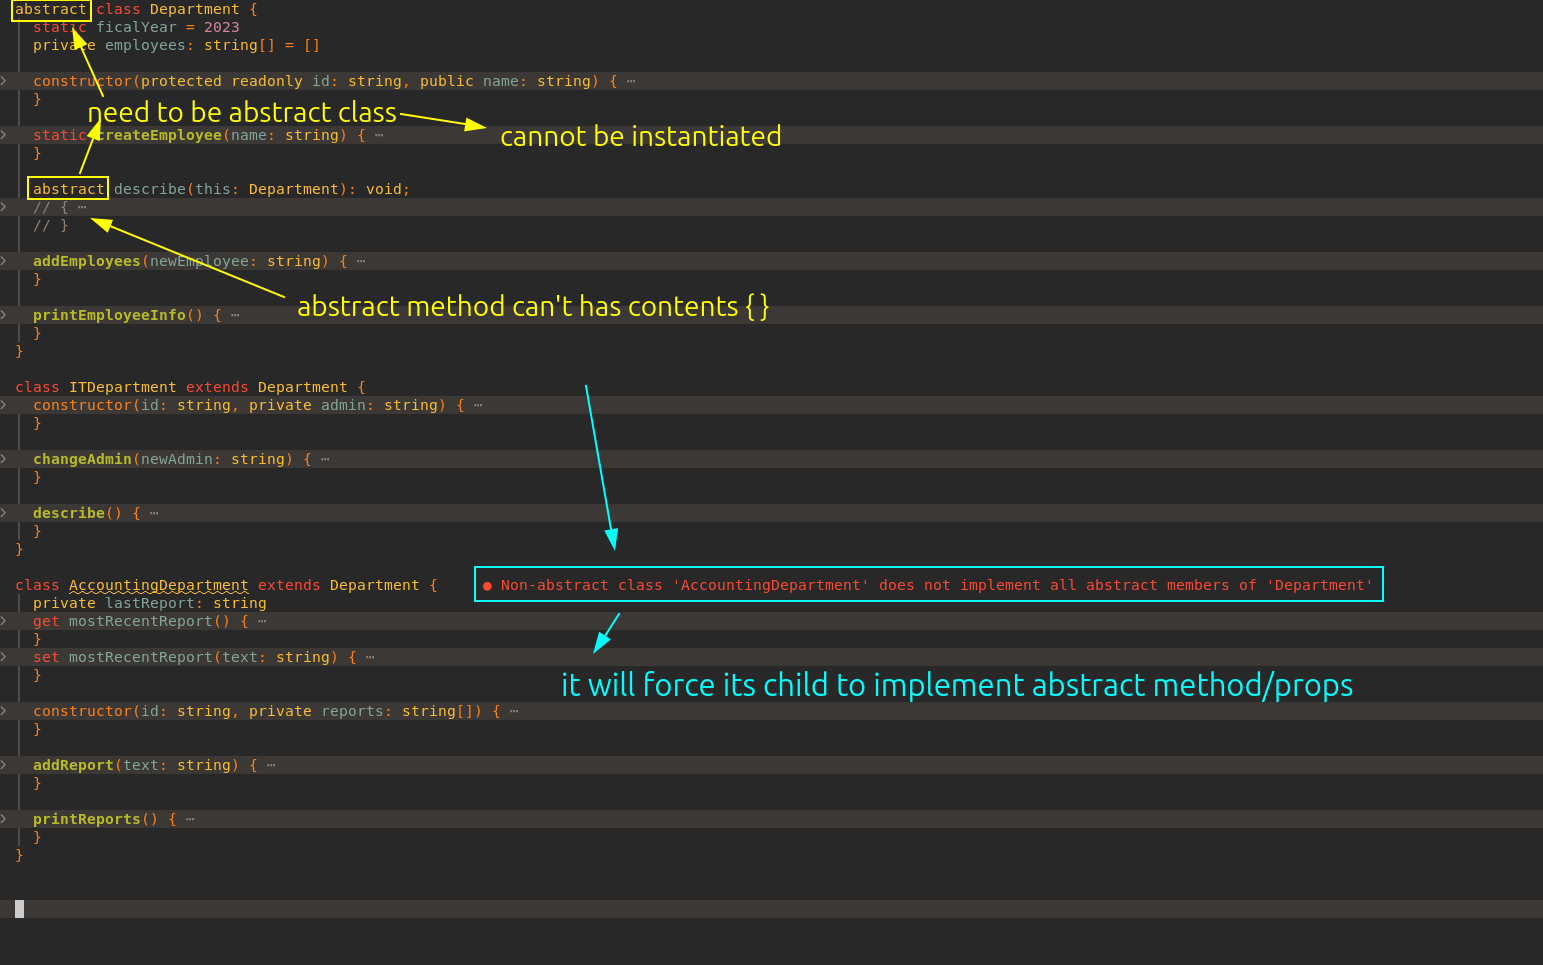 abstract class Department {
static ficalYear = 2023
private employees: string[] = []
constructor(protected readonly id: string, public name: string) { ⋯
}
need to be abstract class
cannot be instantiated
static createEmployee(name: string) { ⋯
}
abstract describe(this: Department): void;
// { ⋯
// }
addEmployees(newEmployee: string) { ⋯
}
abstract method can't has contents { }
printEmployeeInfo() { ⋯
}
}
class ITDepartment extends Department {
constructor(id: string, private admin: string) { ⋯
}
changeAdmin(newAdmin: string) { ⋯
}
describe() { ⋯
}
}
class AccountingDepartment extends Department { ● Non-abstract class 'AccountingDepartment' does not implement all abstract members of 'Department'
private lastReport: string
get mostRecentReport() { ⋯
}
set mostRecentReport(text: string) { ⋯
}
it will force its child to implement abstract method/props
constructor(id: string, private reports: string[]) { ⋯
}
addReport(text: string) { ⋯
}
printReports() { ⋯
}
}